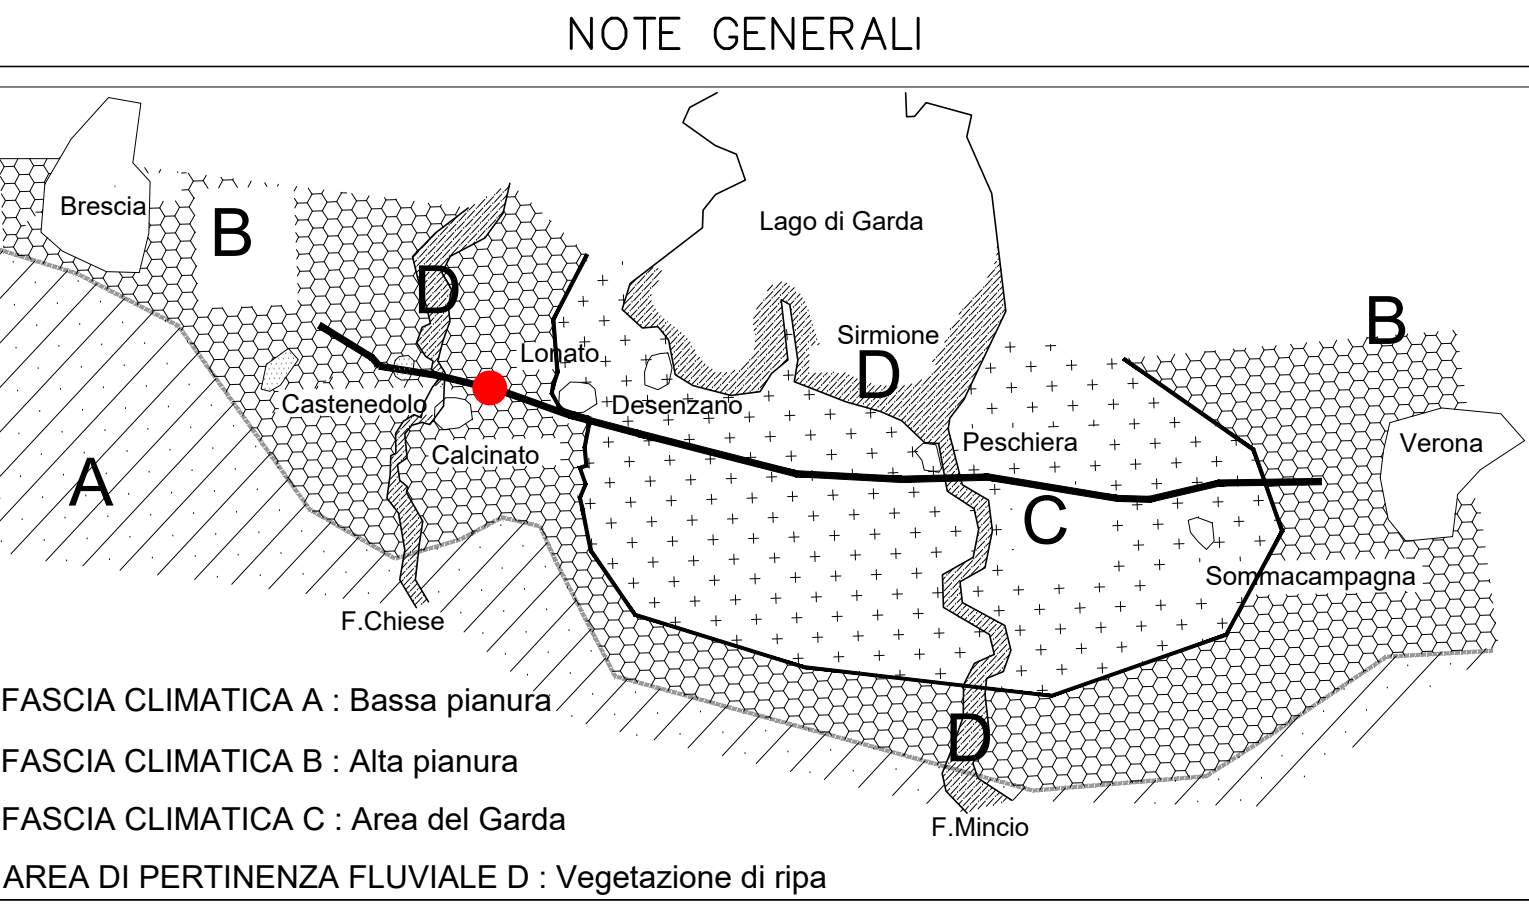 NOTE GENERALI
Brescia
B
Lago di Garda
D
B
Sirmione
Lonato
D
Castenedolo
Desenzano
Peschiera
Verona
Calcinato
A
C
Sommacampagna
F.Chiese
FASCIA CLIMATICA A : Bassa pianura
D
FASCIA CLIMATICA B : Alta pianura
FASCIA CLIMATICA C : Area del Garda
F.Mincio
AREA DI PERTINENZA FLUVIALE D : Vegetazione di ripa